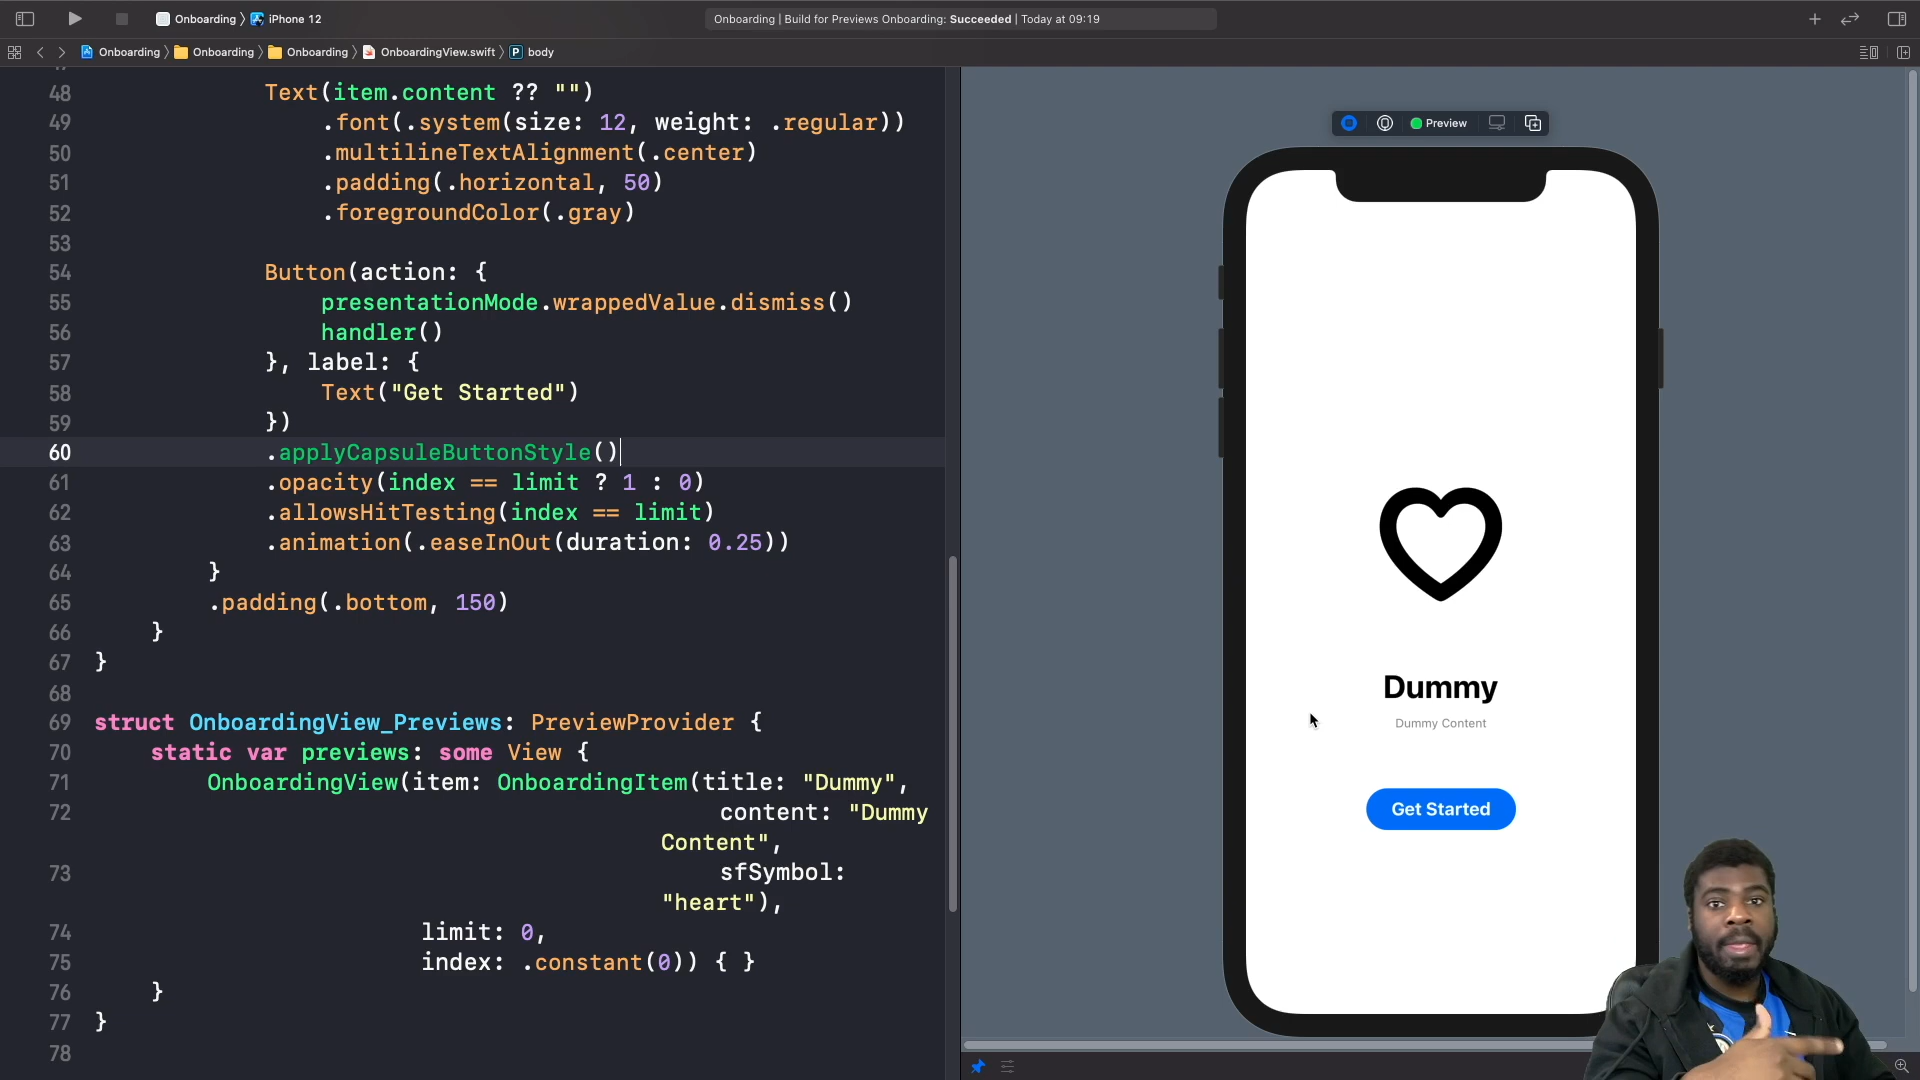 Onboarding 〉 iPhone 12
Onboarding | Build for Previews Onboarding: Succeeded | Today at 09:19
Onboarding 〉 Onboarding 〉 Onboarding 〉 OnboardingView.swift 〉 P body
48 Text(item.content ?? "")
49 .font(.system(size: 12, weight: .regular))
50 .multilineTextAlignment(.center)
51 .padding(.horizontal, 50)
52 .foregroundColor(.gray)
53
54 Button(action: {
55 presentationMode.wrappedValue.dismiss()
56 handler()
57 }, label: {
58 Text("Get Started")
59 })
60 .applyCapsuleButtonStyle()
61 .opacity(index == limit ? 1 : 0)
62 .allowsHitTesting(index == limit)
63 .animation(.easeInOut(duration: 0.25))
64 }
65 .padding(.bottom, 150)
66 }
67 }
68
69 struct OnboardingView_Previews: PreviewProvider {
70 static var previews: some View {
71 OnboardingView(item: OnboardingItem(title: "Dummy",
72 content: "Dummy
Content",
73 sfSymbol:
"heart"),
74 limit: 0,
75 index: .constant(0)) { }
76 }
77 }
78
Preview
Dummy
Dummy Content
Get Started